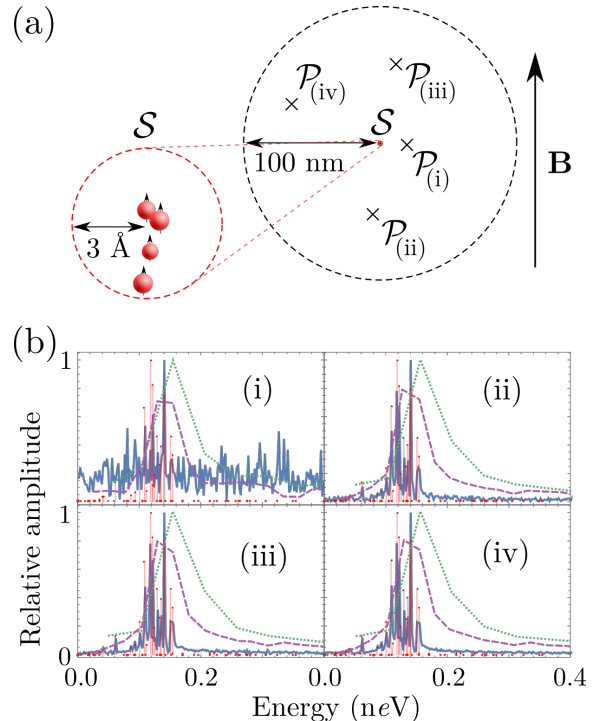 (a)
𝒫(iv)
𝒫(iii)
𝒮
𝒮
100 nm
𝒫(i)
B
3 Å
𝒫(ii)
(b)
1
(i)
(ii)
Relative amplitude
1
(iii)
(iv)
0
0.0
0.2
0.0
0.2
0.4
Energy (neV)